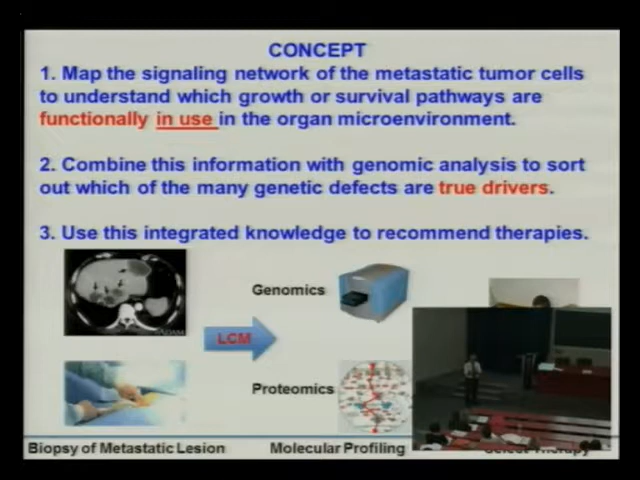 CONCEPT
1. Map the signaling network of the metastatic tumor cells
to understand which growth or survival pathways are
functionally in use in the organ microenvironment.
2. Combine this information with genomic analysis to sort
out which of the many genetic defects are true drivers.
3. Use this integrated knowledge to recommend therapies.
Genomics
LCM
Proteomics
Biopsy of Metastatic Lesion
Molecular Profiling
Select Therapy